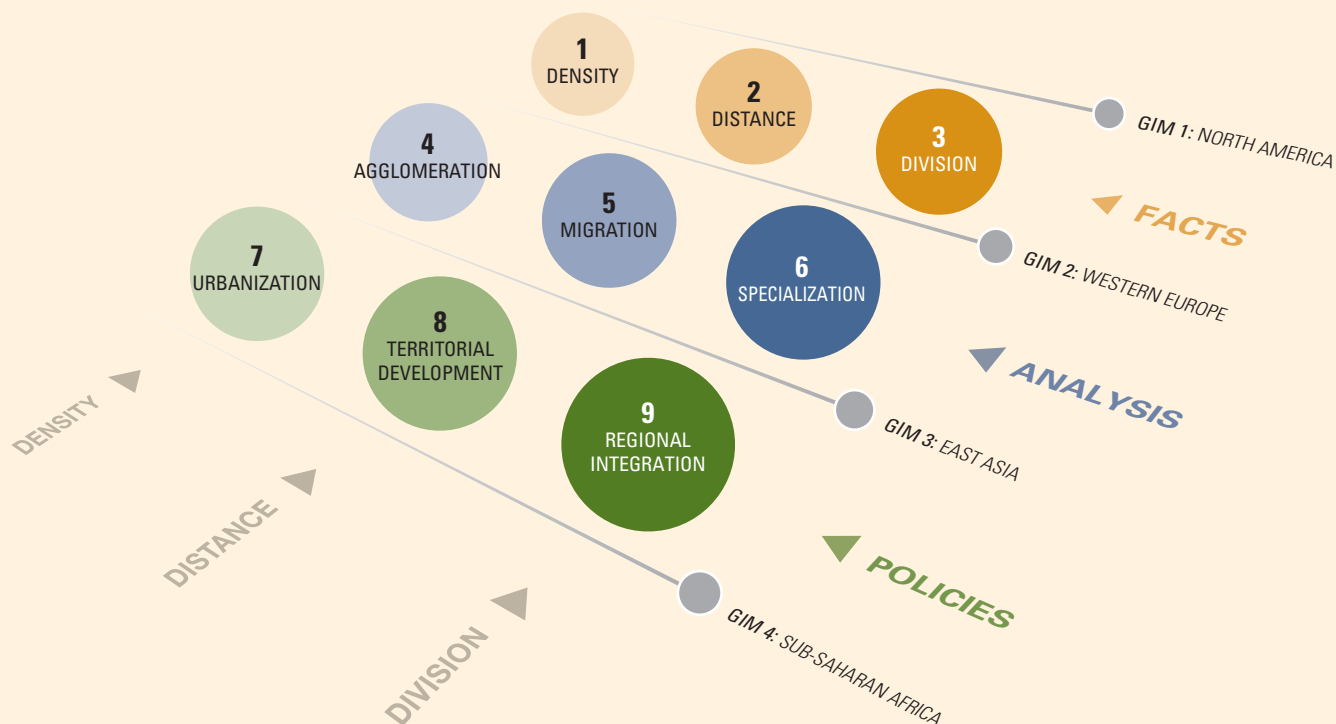 1
DENSITY
2
DISTANCE
3
DIVISION
GIM 1: NORTH AMERICA
FACTS
4
AGGLOMERATION
5
MIGRATION
6
SPECIALIZATION
GIM 2: WESTERN EUROPE
ANALYSIS
7
URBANIZATION
8
TERRITORIAL
DEVELOPMENT
9
REGIONAL
INTEGRATION
GIM 3: EAST ASIA
POLICIES
GIM 4: SUB-SAHARAN AFRICA
DENSITY
DISTANCE
DIVISION